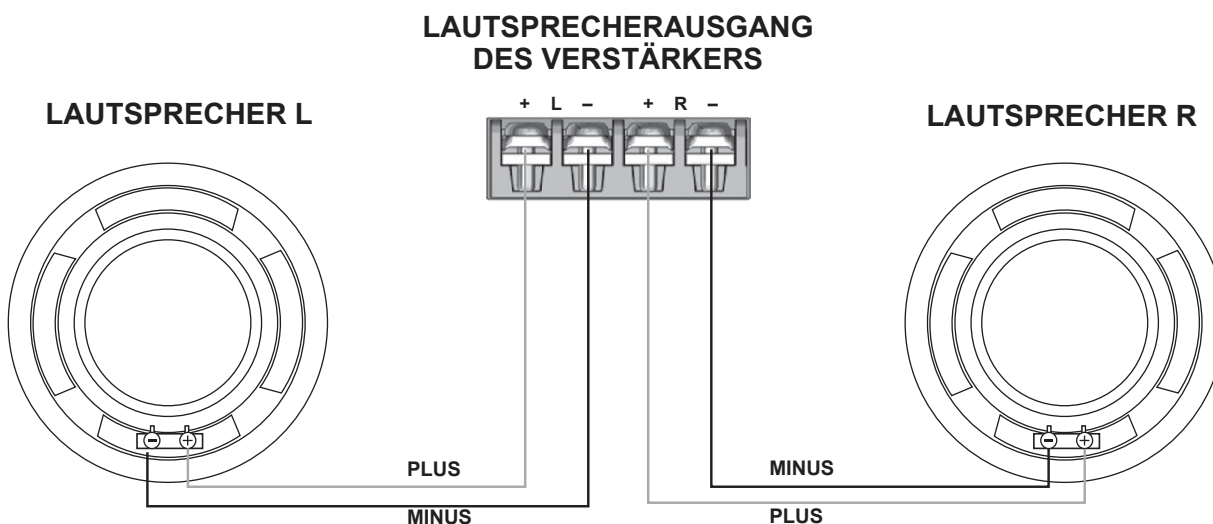 LAUTSPRECHERAUSGANG
DES VERSTÄRKERS
LAUTSPRECHER L
+ L – + R –
LAUTSPRECHER R
– +
– +
PLUS
MINUS
MINUS
PLUS